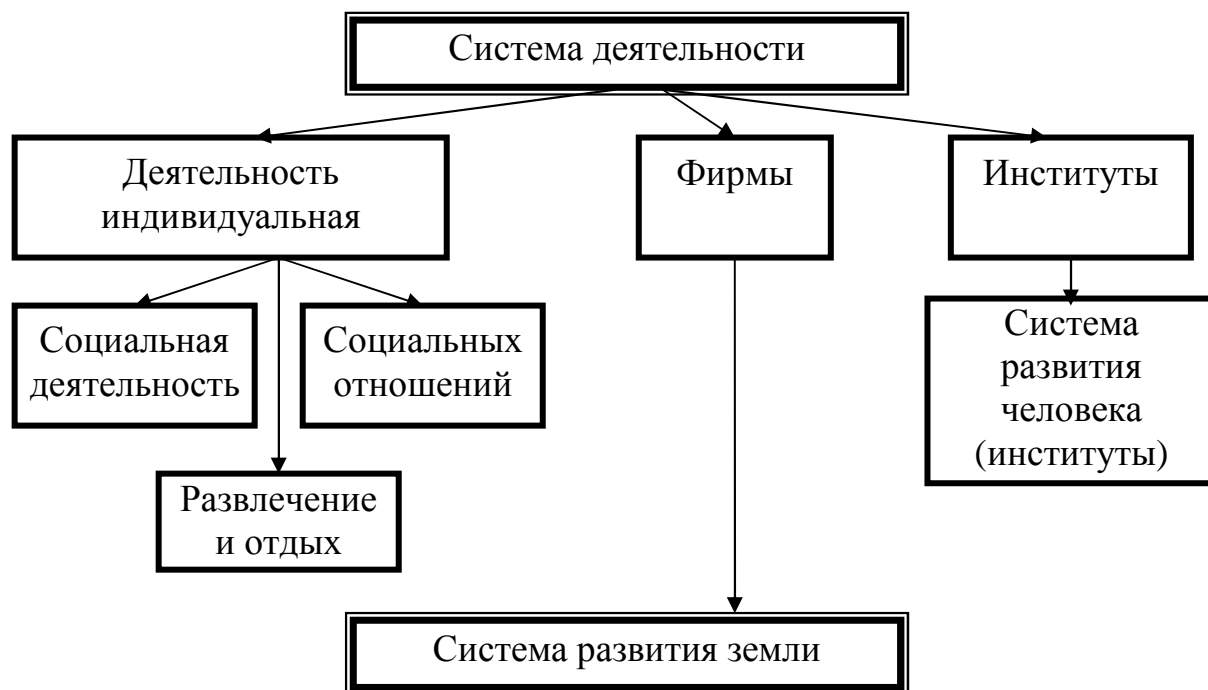 Система деятельности
Деятельность
индивидуальная
Фирмы
Институты
Социальная
деятельность
Социальных
отношений
Система
развития
человека
(институты)
Развлечение
и отдых
Система развития земли